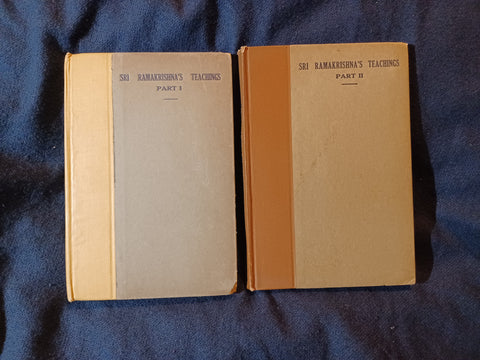 SRI RAMAKRISHNA'S TEACHINGS
PART I
SRI RAMAKRISHNA'S TEACHINGS
PART II